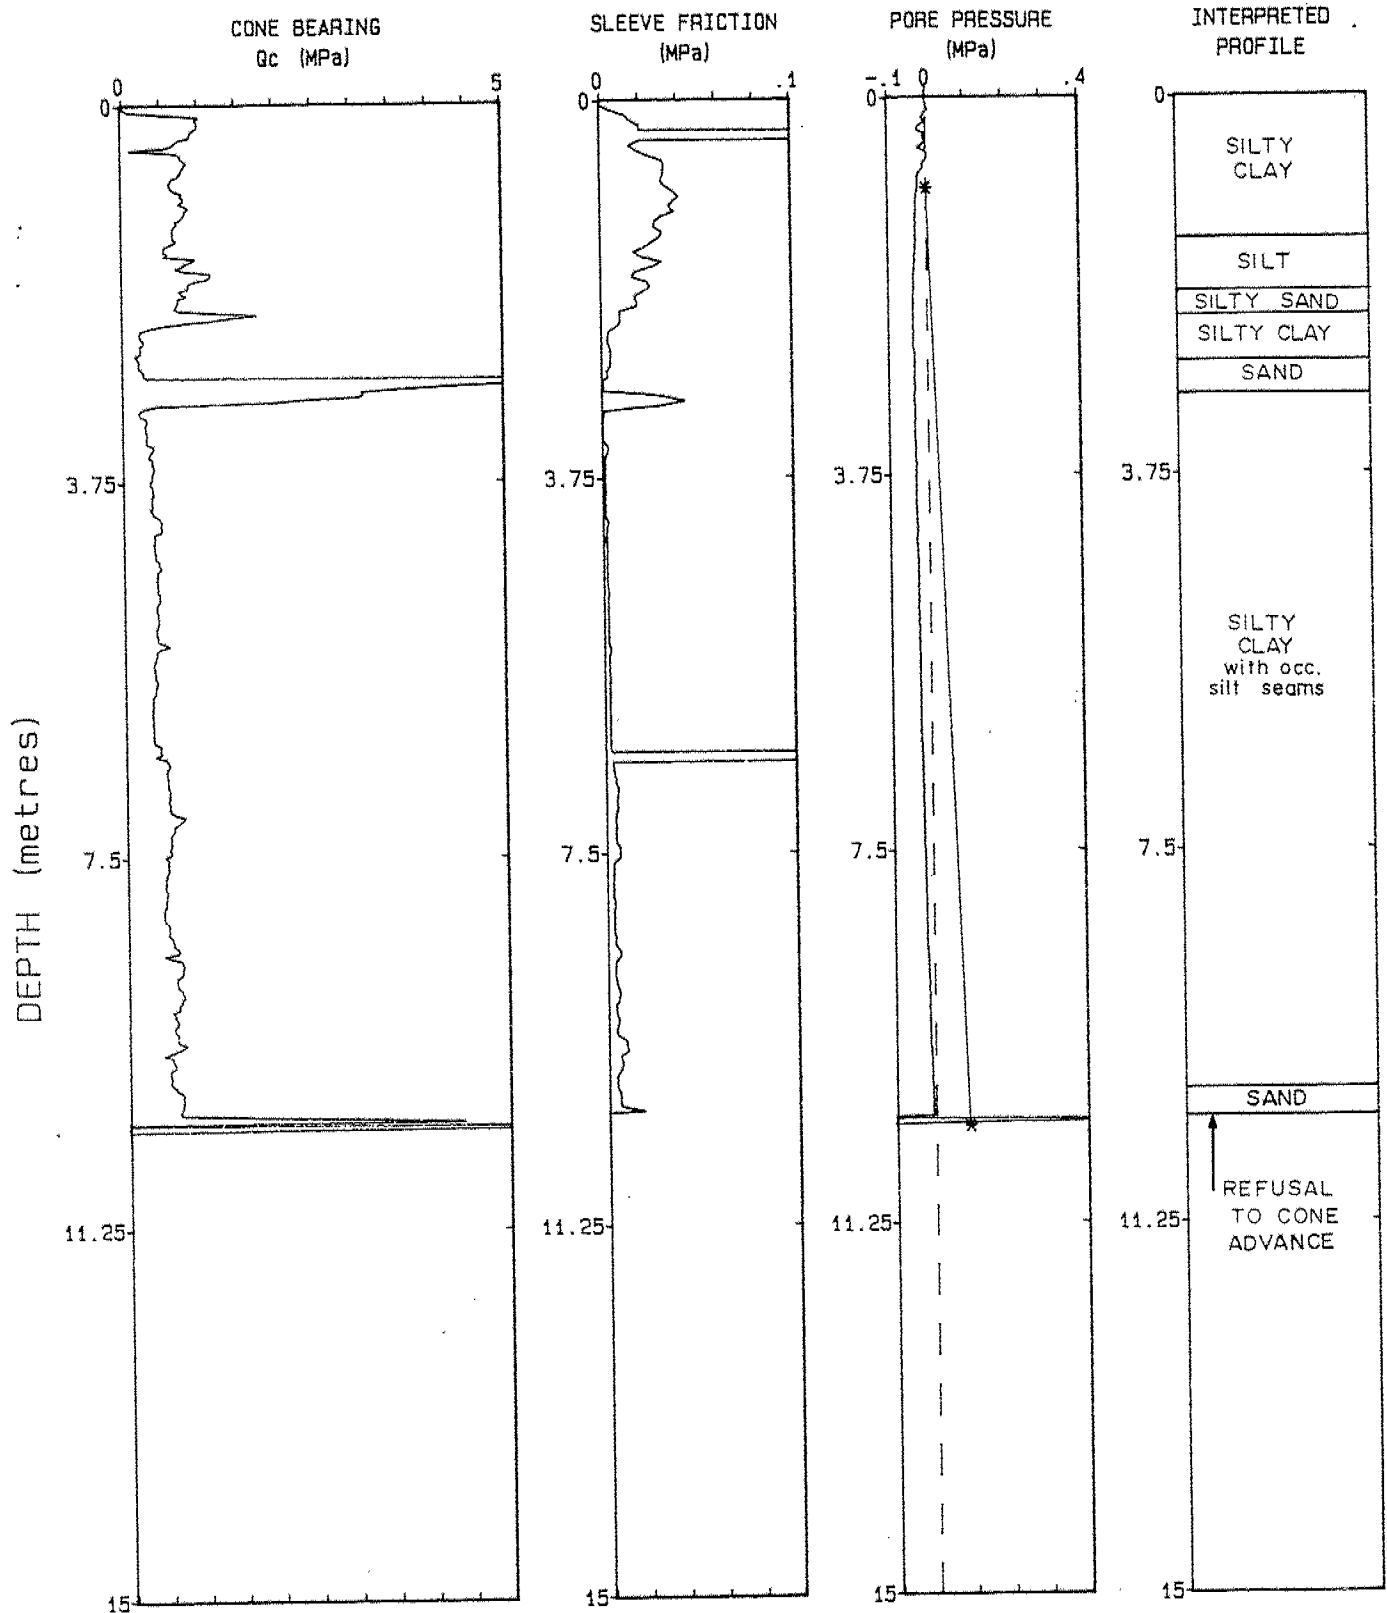 CONE BEARING
Qc (MPa)
0 5
0
3.75
7.5
11.25
15
DEPTH (metres)
SLEEVE FRICTION
(MPa)
0 .1
0
3.75
7.5
11.25
15
PORE PRESSURE
(MPa)
-.1 0 .4
0
3.75
7.5
11.25
15
INTERPRETED
PROFILE
0
3.75
7.5
11.25
15
SILTY
CLAY
SILT
SILTY SAND
SILTY CLAY
SAND
SILTY
CLAY
with occ.
silt seams
SAND
REFUSAL
TO CONE
ADVANCE